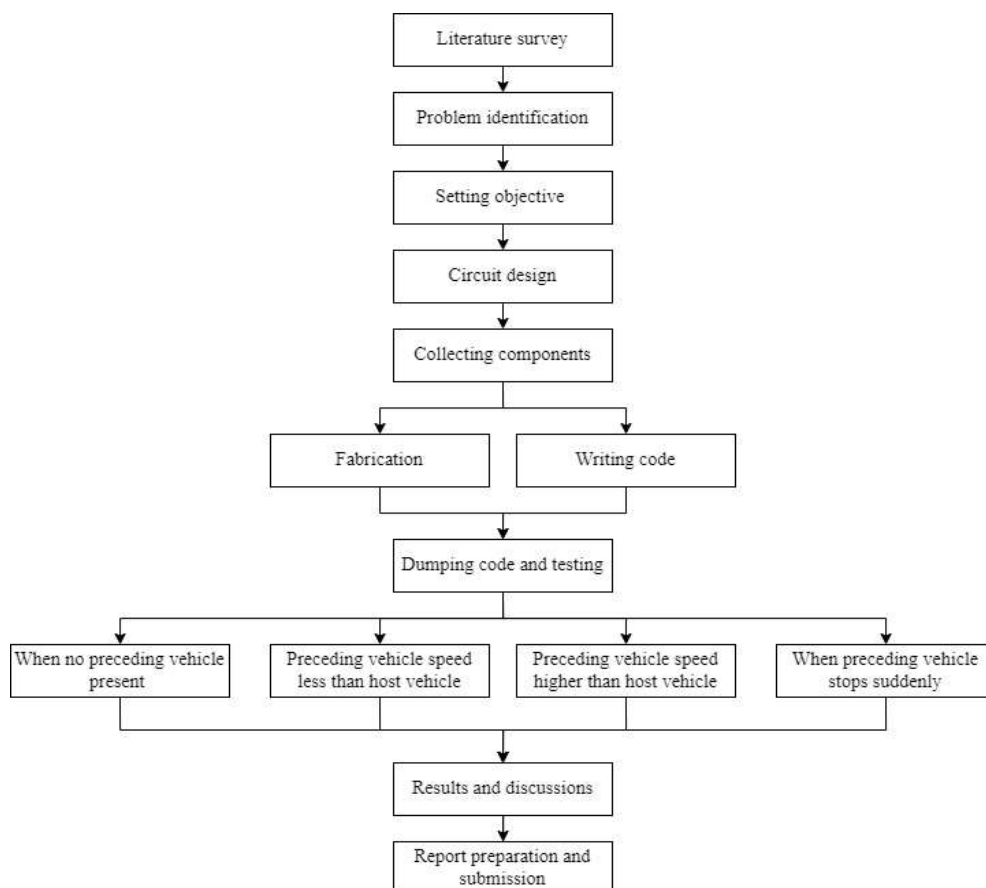 Literature survey
Problem identification
Setting objective
Circuit design
Collecting components
Fabrication
Writing code
Dumping code and testing
When no preceding vehicle
present
Preceding vehicle speed
less than host vehicle
Preceding vehicle speed
higher than host vehicle
When preceding vehicle
stops suddenly
Results and discussions
Report preparation and
submission